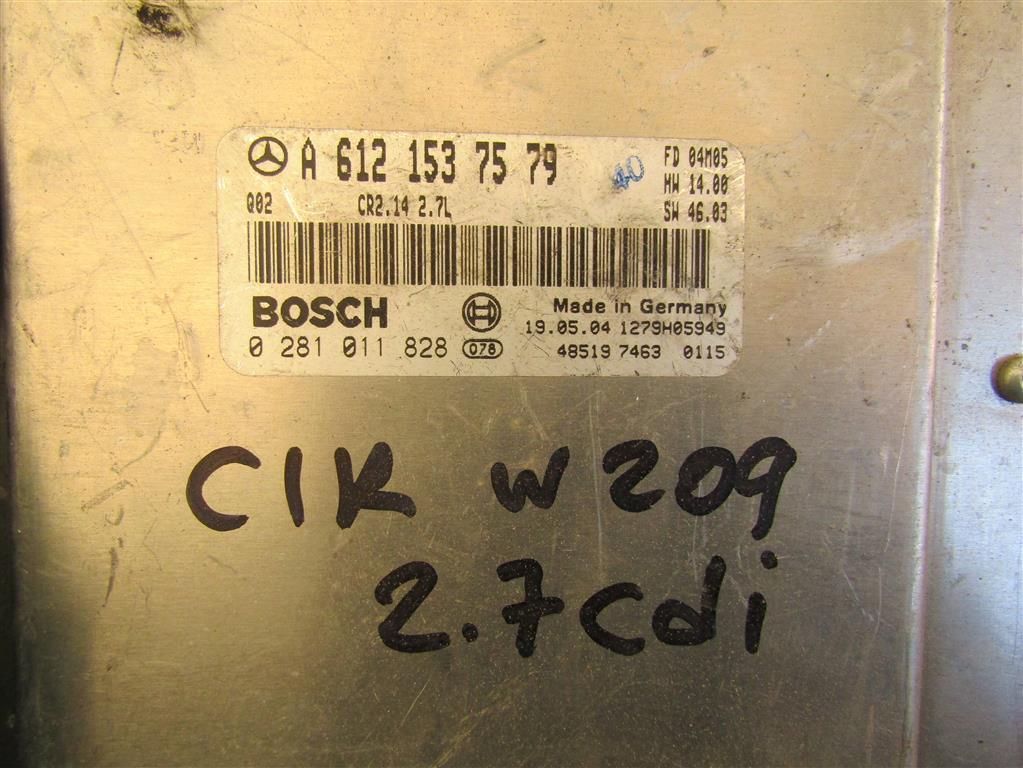 A 612 153 75 79
40
FD 04M05
HW 14.00
Q02 CR2.14 2.7L
SW 46.03
BOSCH
Made in Germany
19.05.04 1279H05949
0 281 011 828 078
48519 7463 0115
ClK w209
2.7cdi